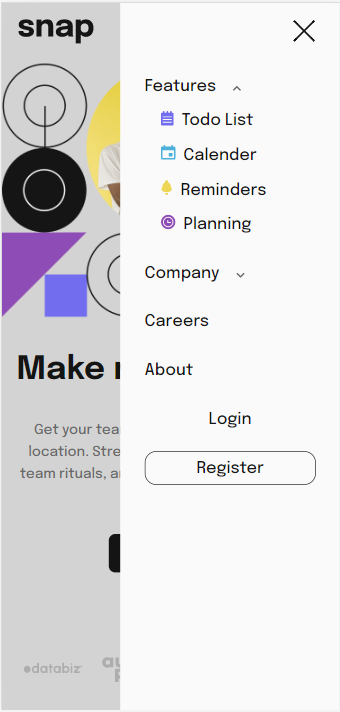 snap
Features
Todo List
Calender
Reminders
Planning
Company
Careers
About
Login
Register
Make
Get your tea
location. Stre
team rituals, a
databiz